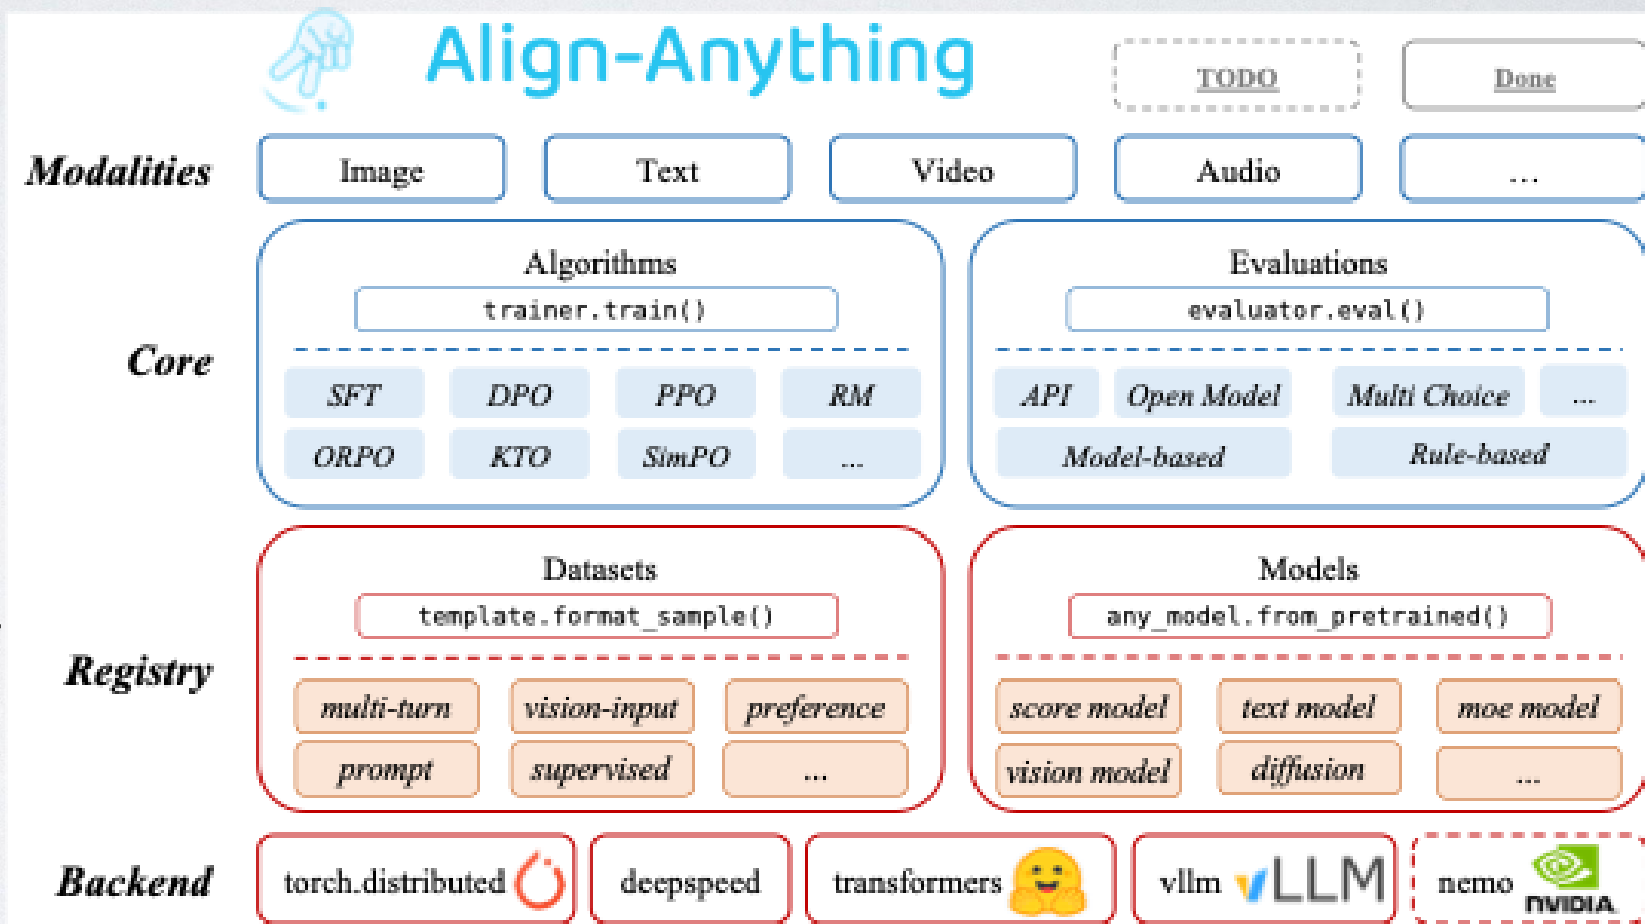 Align-Anything
TODO
Done
Modalities
Image
Text
Video
Audio
...
Core
Algorithms
trainer.train()
SFT
DPO
PPO
RM
ORPO
KTO
SimPO
...
Evaluations
evaluator.eval()
API
Open Model
Multi Choice
...
Model-based
Rule-based
Registry
Datasets
template.format_sample()
multi-turn
vision-input
preference
prompt
supervised
...
Models
any_model.from_pretrained()
score model
text model
moe model
vision model
diffusion
...
Backend
torch.distributed
deepspeed
transformers
vllm
vLLM
nemo
NVIDIA